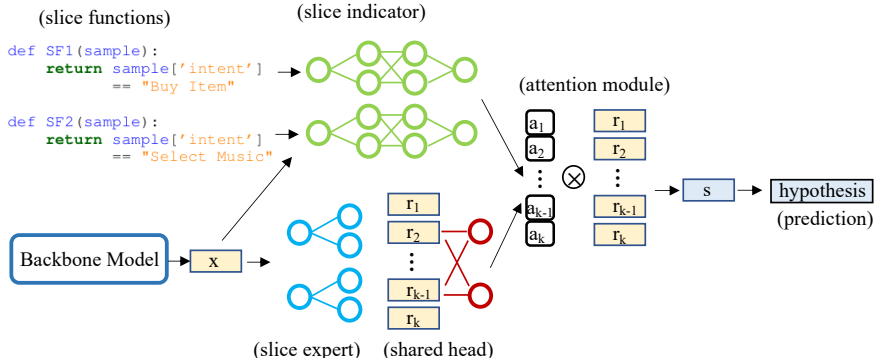 (slice functions)
(slice indicator)
def SF1(sample):
return sample['intent']
== "Buy Item"
def SF2(sample):
return sample['intent']
== "Select Music"
(attention module)
a1
a2
⋮
ak-1
ak
⊗
r1
r2
⋮
rk-1
rk
s
hypothesis
(prediction)
Backbone Model
x
r1
r2
⋮
rk-1
rk
(slice expert)
(shared head)